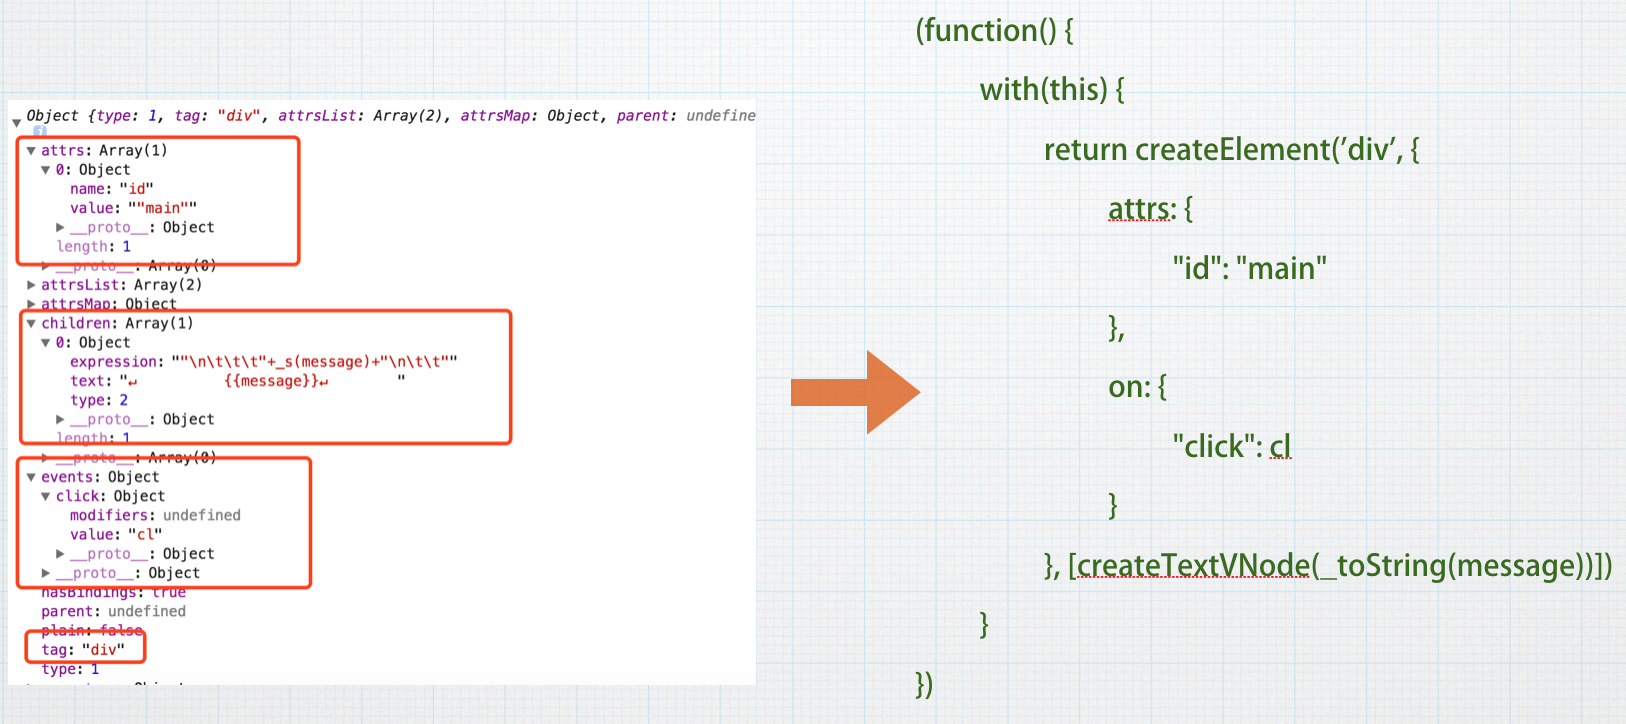 Object {type: 1, tag: "div", attrsList: Array(2), attrsMap: Object, parent: undefine
i
attrs: Array(1)
0: Object
name: "id"
value: ""main""
__proto__: Object
length: 1
__proto__: Array(0)
attrsList: Array(2)
attrsMap: Object
children: Array(1)
0: Object
expression: ""\n\t\t\t"+_s(message)+"\n\t\t""
text: "↵          {{message}}↵        "
type: 2
__proto__: Object
length: 1
__proto__: Array(0)
events: Object
click: Object
modifiers: undefined
value: "cl"
__proto__: Object
__proto__: Object
hasBindings: true
parent: undefined
plain: false
tag: "div"
type: 1
(function() {
with(this) {
return createElement(’div’, {
attrs: {
"id": "main"
},
on: {
"click": cl
}
}, [createTextVNode(_toString(message))])
}
})